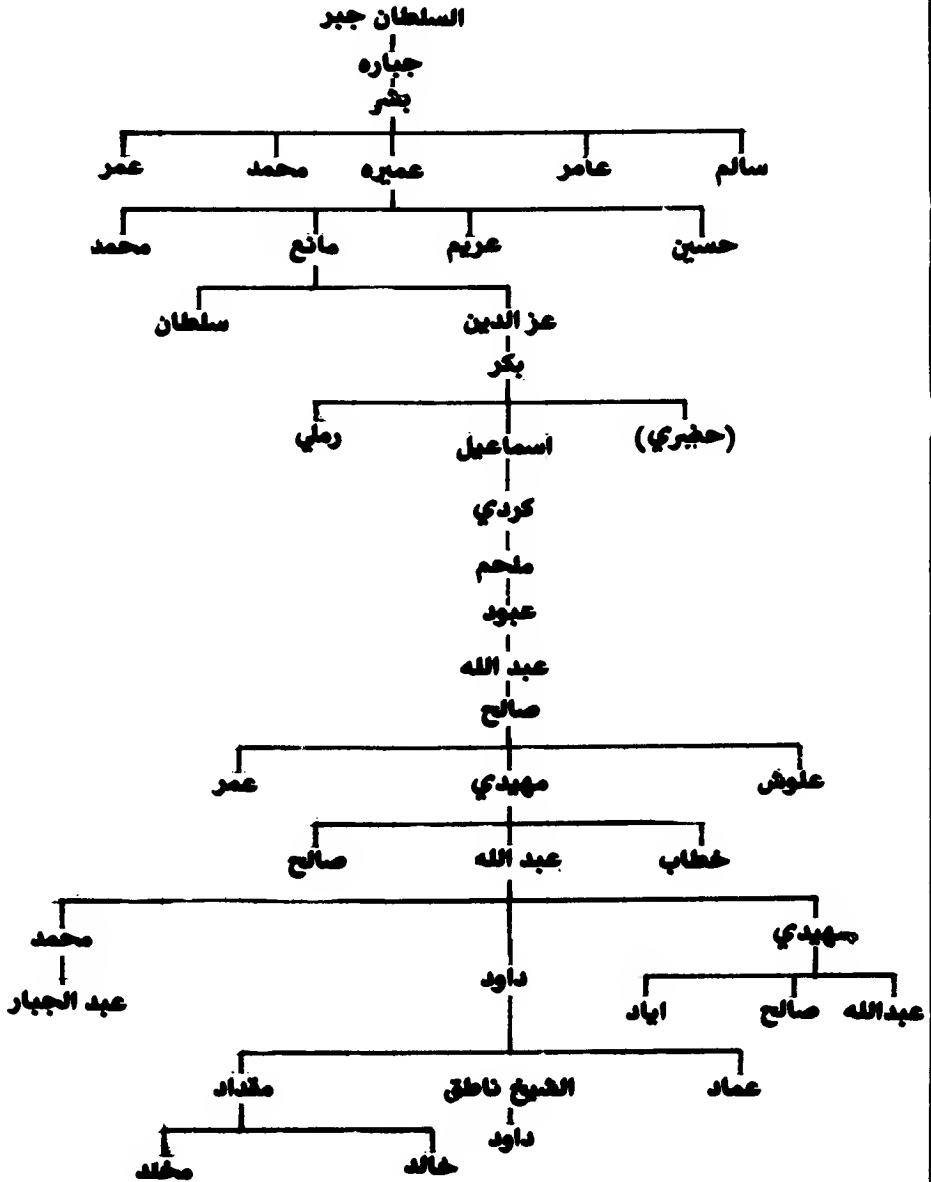 السلطان جبر
جباره
بشر
سالم عامر عميره محمد عمر
حسين عريم مانع محمد
عز الدين سلطان
بكر
(حضيري) اسماعيل رملي
كردي
ملحم
عبود
عبد الله
صالح
علوش مهيدي عمر
خطاب عبد الله صالح
مهيدي محمد
داود
عبدالله صالح اياد عبد الجبار
عماد الشيخ ناطق مقداد
داود
خالد مخلد